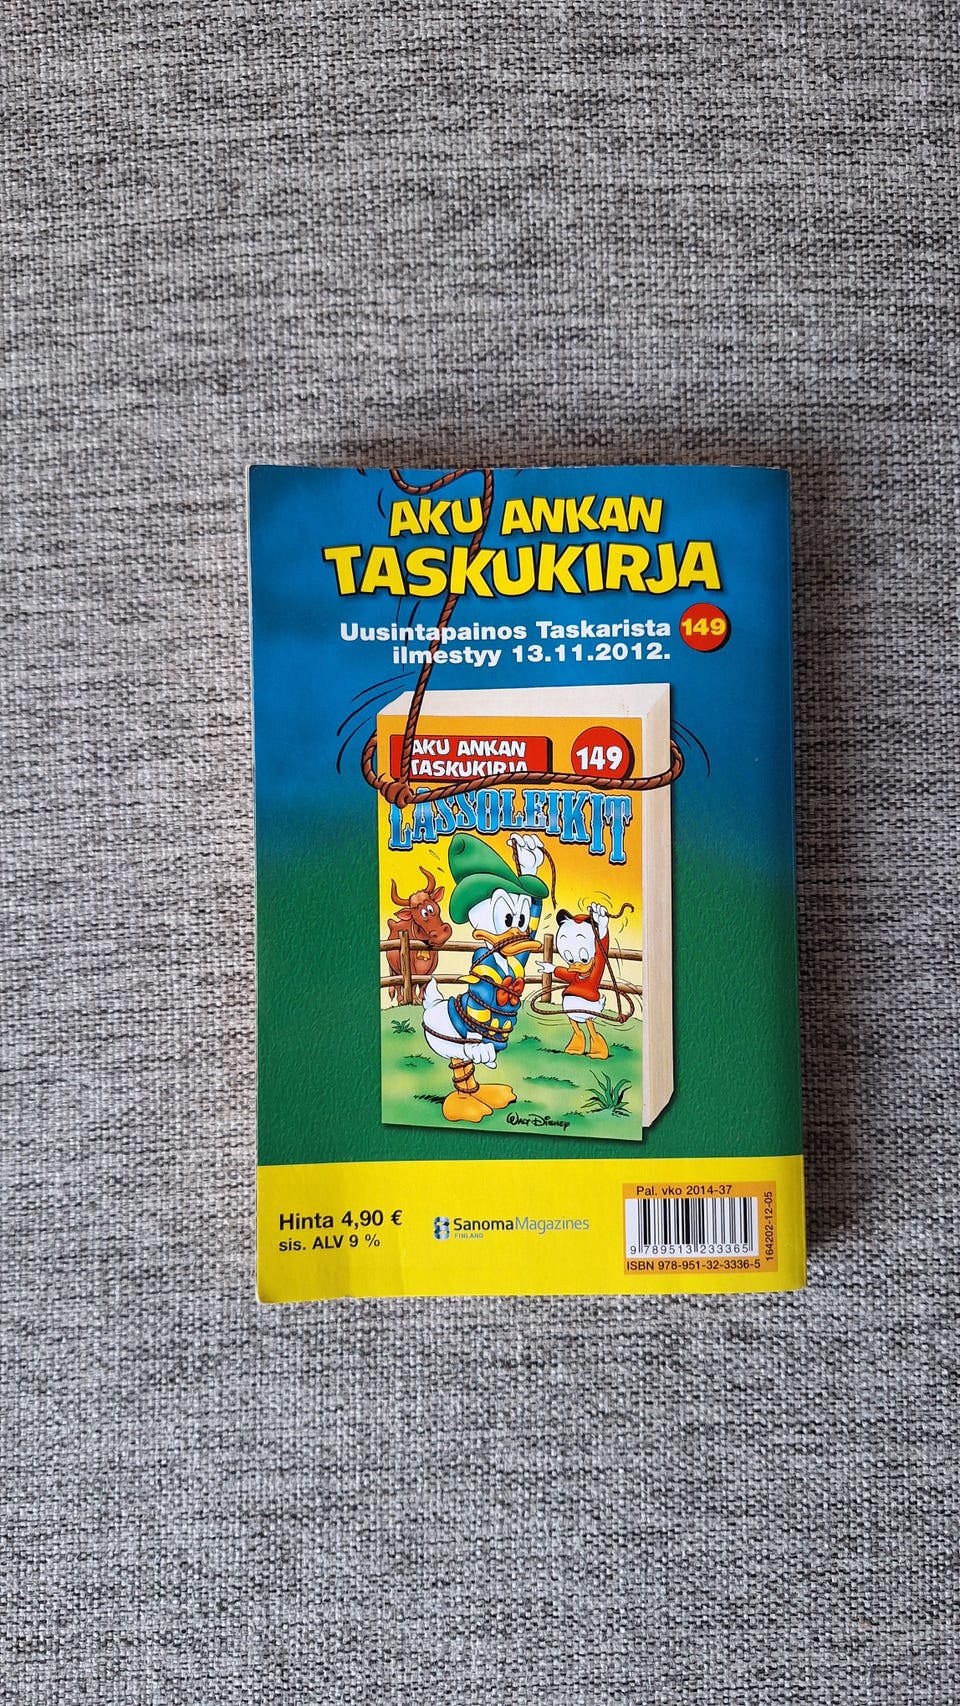 AKU ANKAN
TASKUKIRJA
Uusintapainos Taskarista 149
ilmestyy 13.11.2012.
AKU ANKAN
TASKUKIRJA
149
LASSOLEIKIT
WALT DISNEY
Hinta 4,90 €
sis. ALV 9 %
SanomaMagazines
FINLAND
Pal. vko 2014-37
9 789513 233365
ISBN 978-951-32-3336-5
164202-12-05